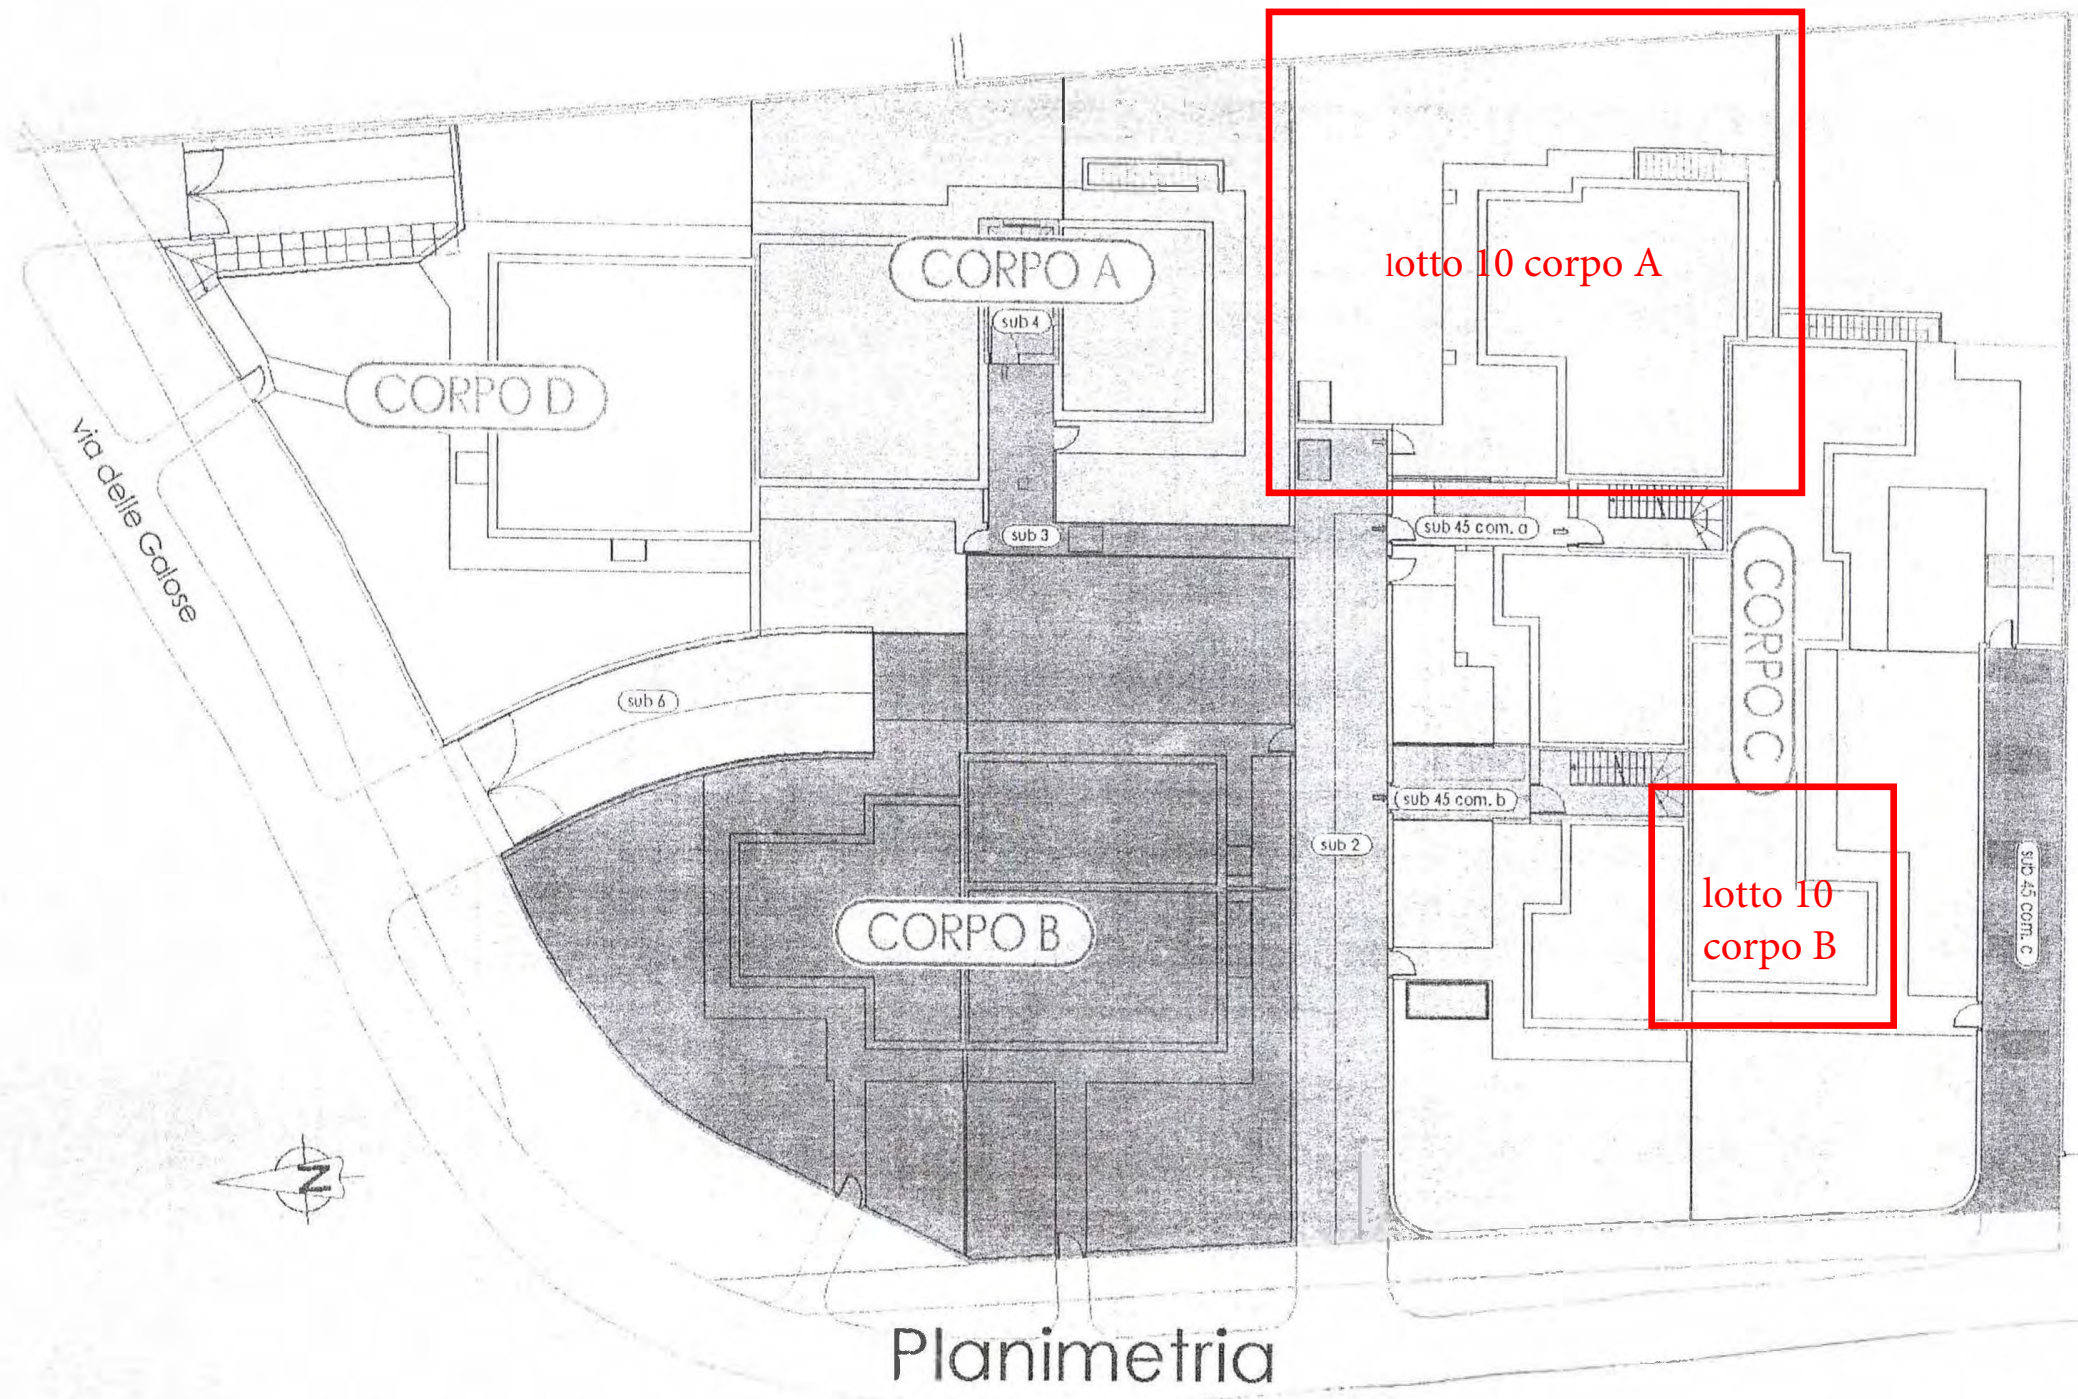 lotto 10 corpo A
CORPO A
sub 4
CORPO D
via delle Galose
sub 45 com. a
sub 3
CORPO C
sub 6
sub 45 com. b
sub 2
sub 45 com. c
lotto 10
corpo B
CORPO B
N
Planimetria